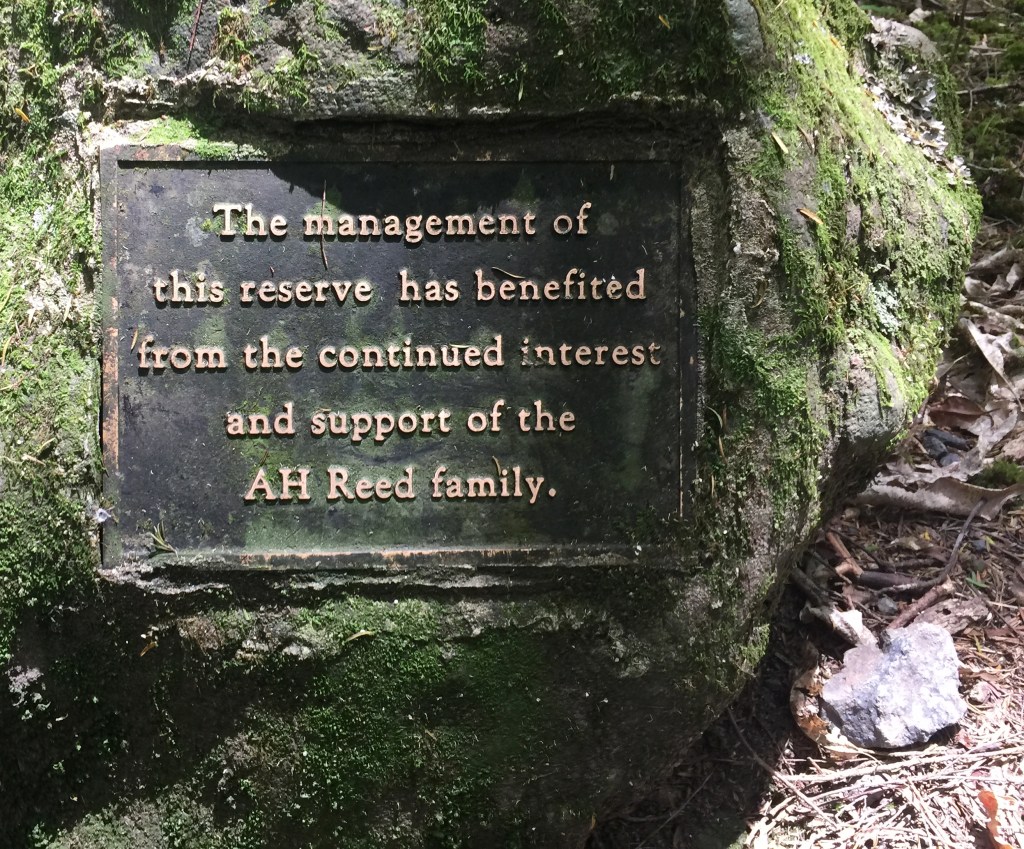 The management of
this reserve has benefited
from the continued interest
and support of the
AH Reed family.